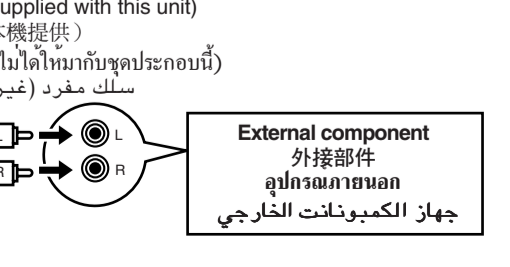 upplied with this unit)
本機提供）
ไม่ได้ให้มากับชุดประกอบนี้)
سلك مفرد (غير
L
L
R
R
External component
外接部件
อุปกรณภายนอก
جهاز الكمبونانت الخارجي